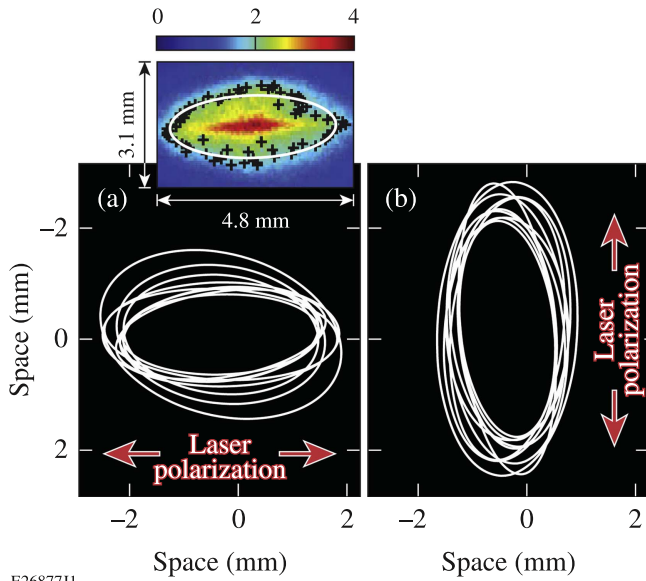 0 2 4
3.1 mm
4.8 mm
(a) (b)
−2
0
2
Space (mm)
Laser
polarization
Laser
polarization
−2 0 2 −2 0 2
Space (mm) Space (mm)